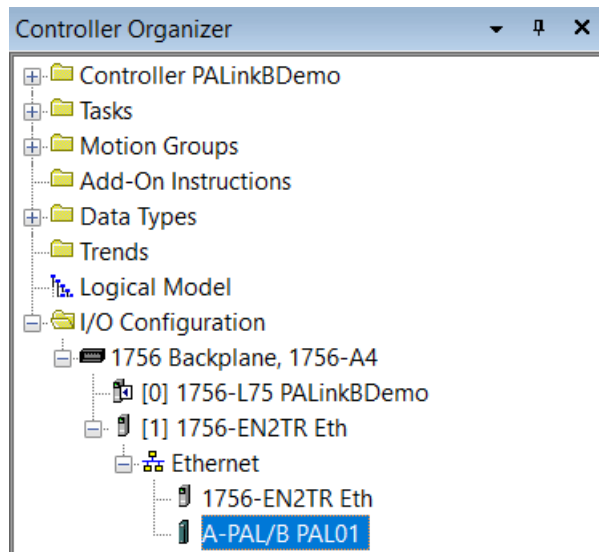 Controller Organizer
Controller PALinkBDemo
Tasks
Motion Groups
Add-On Instructions
Data Types
Trends
Logical Model
I/O Configuration
1756 Backplane, 1756-A4
[0] 1756-L75 PALinkBDemo
[1] 1756-EN2TR Eth
Ethernet
1756-EN2TR Eth
A-PAL/B PAL01